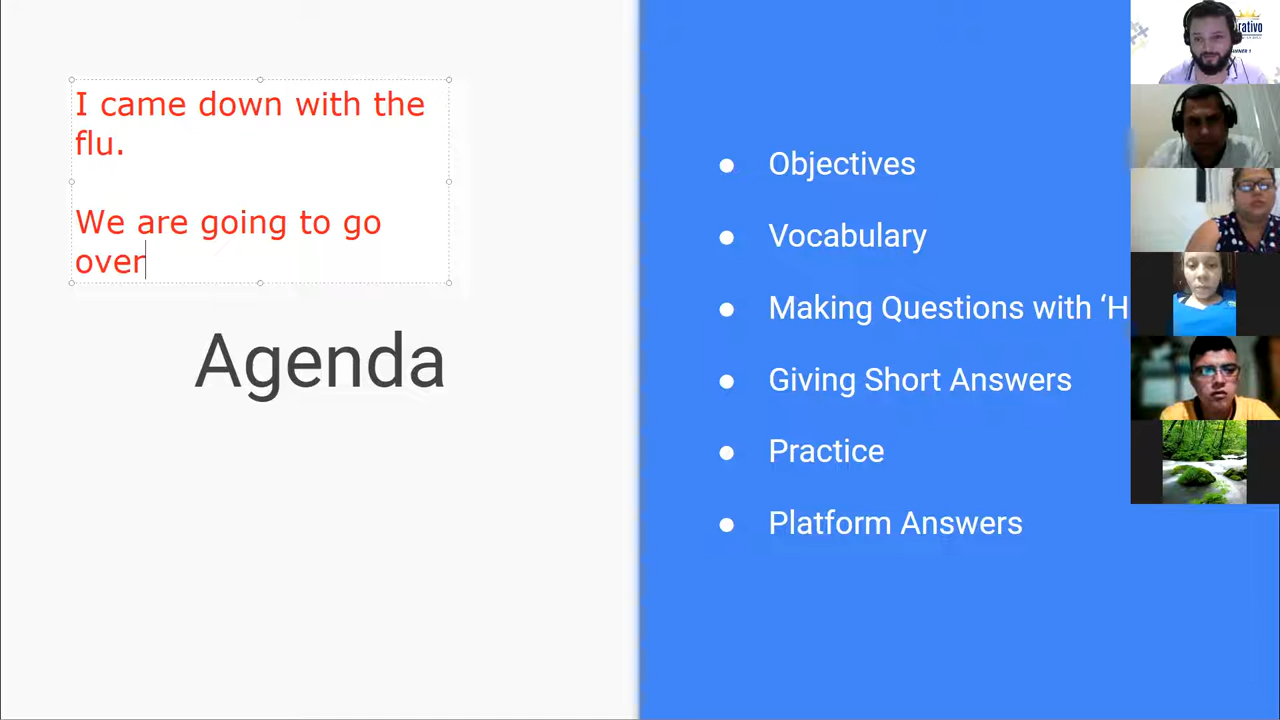 I came down with the
flu.
We are going to go
over
Agenda
● Objectives
● Vocabulary
● Making Questions with ‘H
● Giving Short Answers
● Practice
● Platform Answers
rativo